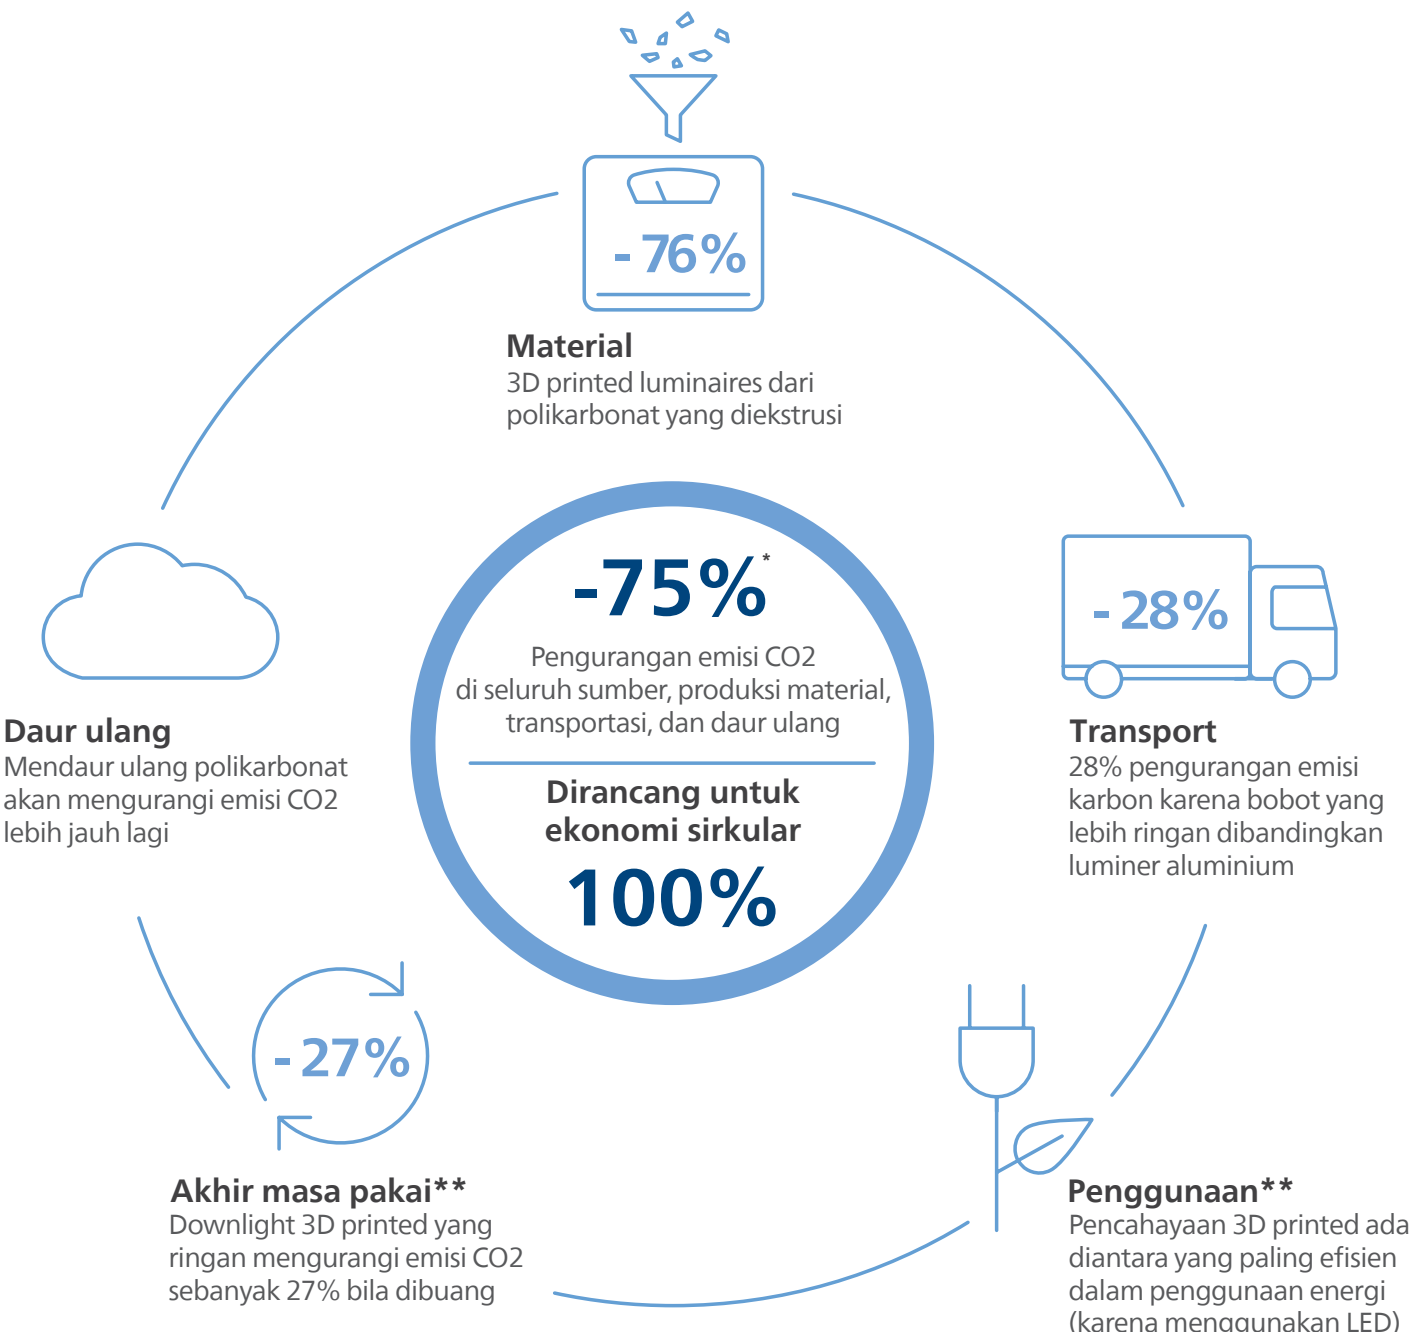 - 76%
Material
3D printed luminaires dari
polikarbonat yang diekstrusi
-75%*
Pengurangan emisi CO2
di seluruh sumber, produksi material,
transportasi, dan daur ulang
Dirancang untuk
ekonomi sirkular
100%
- 28%
Transport
28% pengurangan emisi
karbon karena bobot yang
lebih ringan dibandingkan
luminer aluminium
Daur ulang
Mendaur ulang polikarbonat
akan mengurangi emisi CO2
lebih jauh lagi
- 27%
Akhir masa pakai**
Downlight 3D printed yang
ringan mengurangi emisi CO2
sebanyak 27% bila dibuang
Penggunaan**
Pencahayaan 3D printed ada
diantara yang paling efisien
dalam penggunaan energi
(karena menggunakan LED)